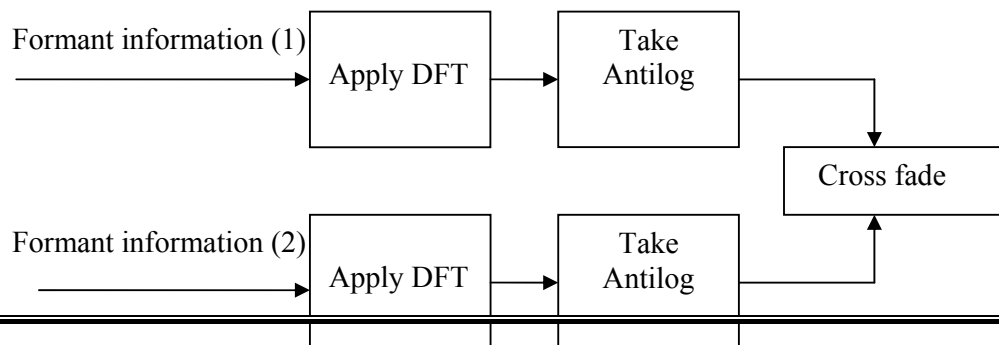 Formant information (1)
Apply DFT
Take
Antilog
Cross fade
Formant information (2)
Apply DFT
Take
Antilog